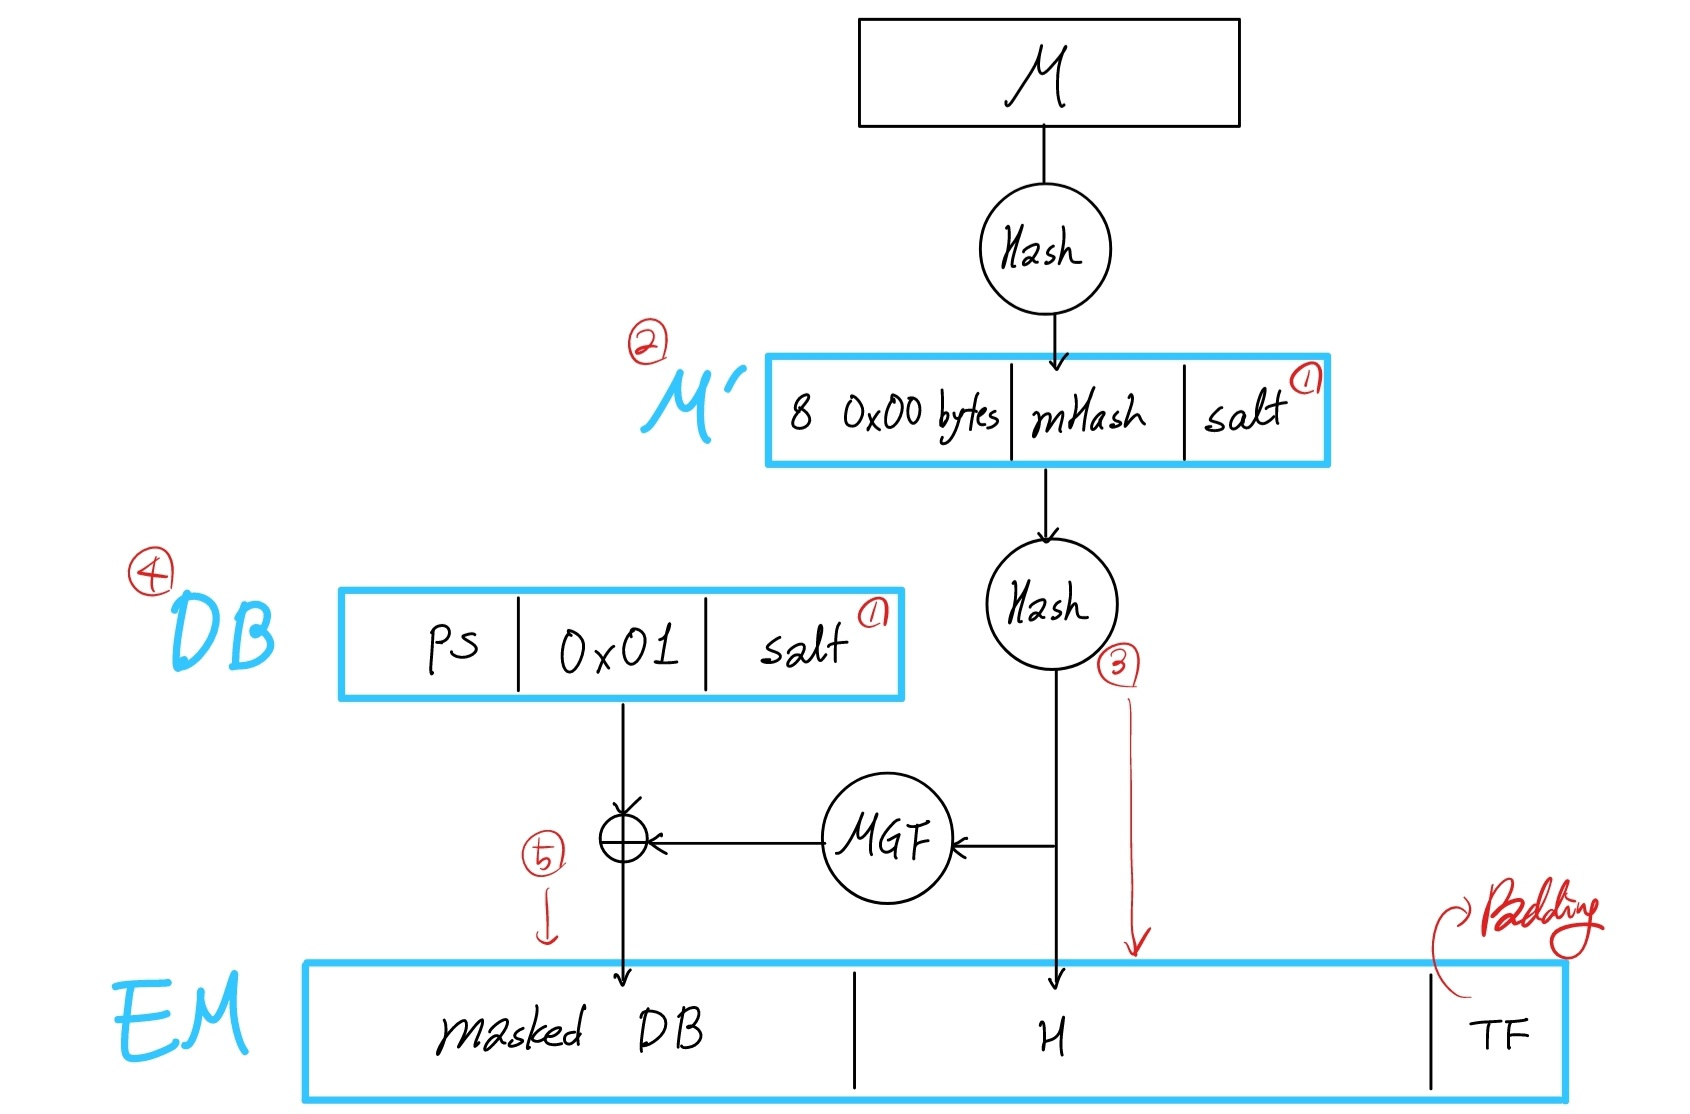 M
Hash
②
M′
8 0x00 bytes mHash salt ①
Hash
③
④
DB
PS 0x01 salt ①
MGF
⑤
Padding
EM
masked DB H TF